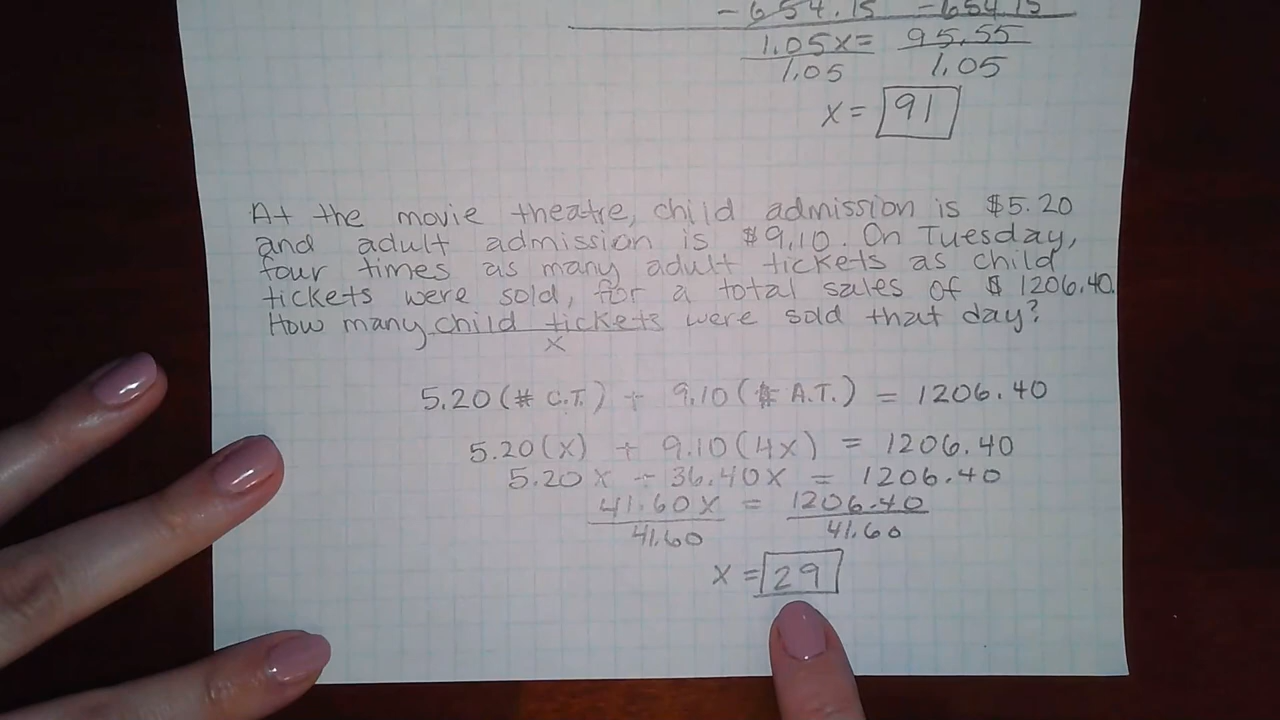 -654.15 -654.15
1.05x = 95.55
1.05 1.05
x = 91
At the movie theatre, child admission is $5.20
and adult admission is $9.10. On Tuesday,
four times as many adult tickets as child
tickets were sold, for a total sales of $1206.40.
How many child tickets were sold that day?
x
5.20(# C.T.) + 9.10(# A.T.) = 1206.40
5.20(x) + 9.10(4x) = 1206.40
5.20x + 36.40x = 1206.40
41.60x = 1206.40
41.60 41.60
x = 29